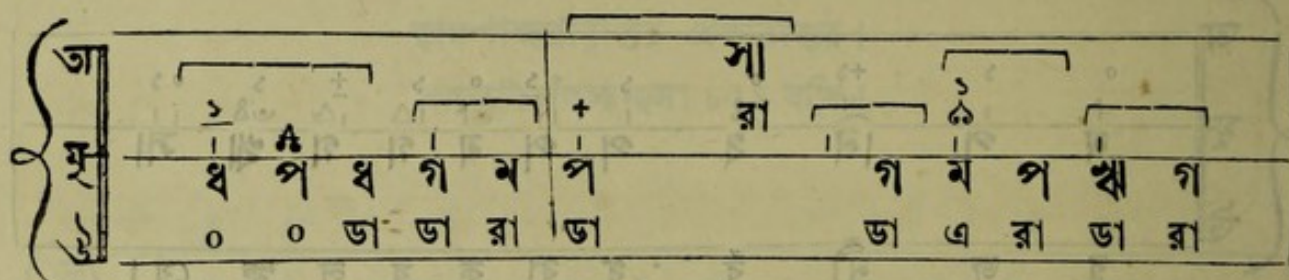 তা সা
১ + রা ১
মু ধ প ধ গ ম প গ ম প ঋ গ
উ ০ ০ ডা ডা রা ডা ডা এ রা ডা রা